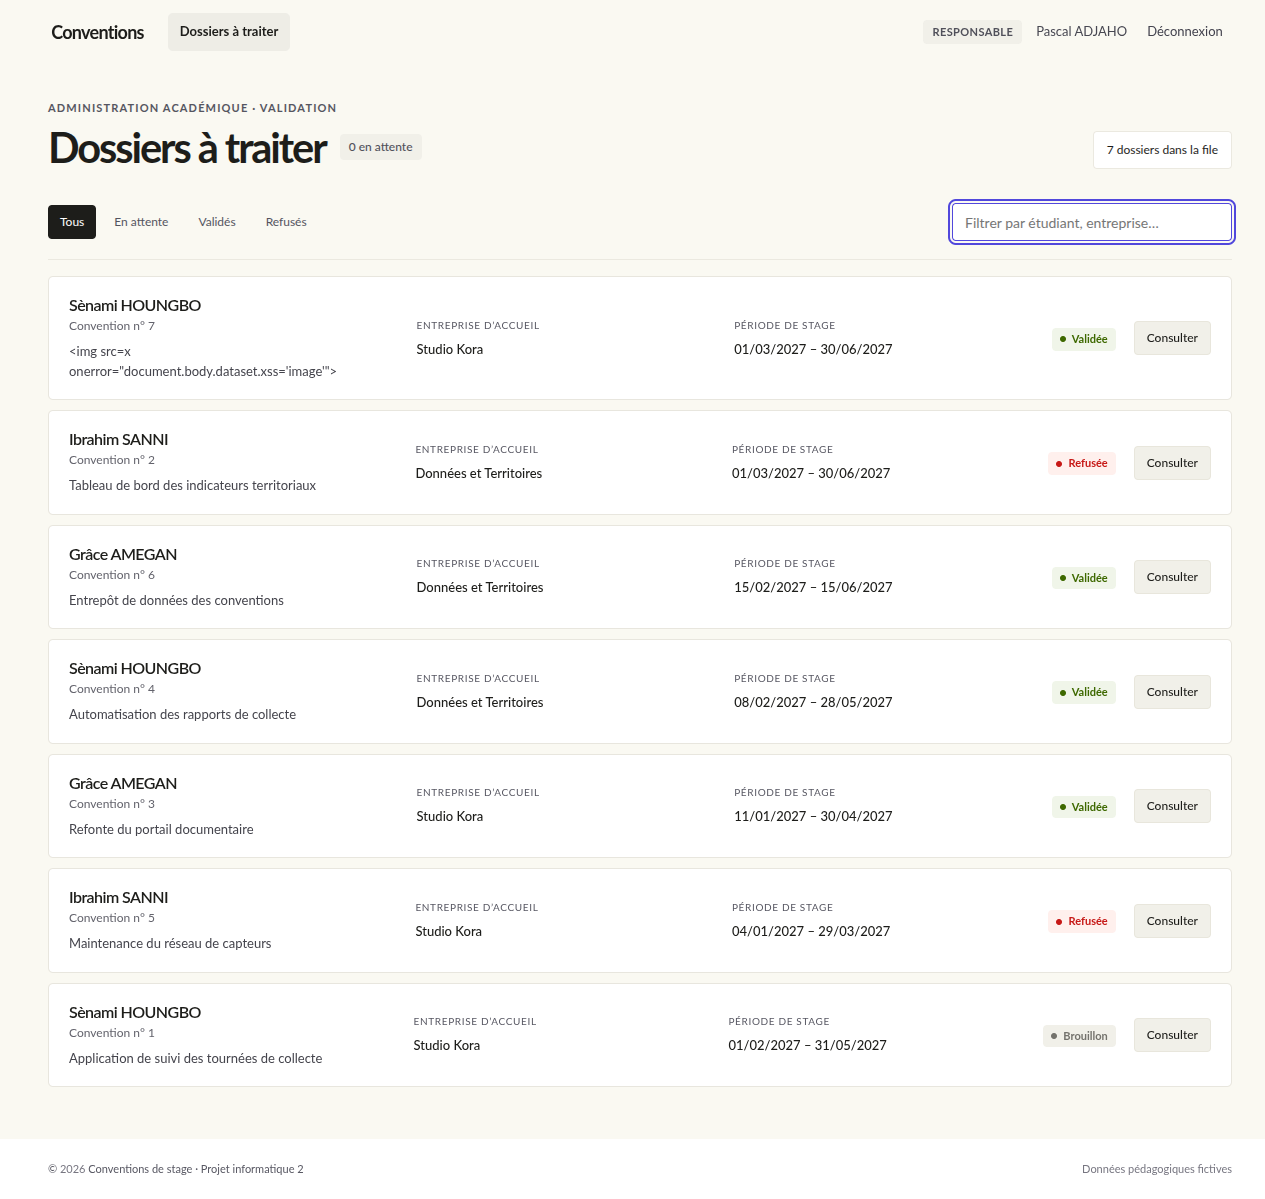 Conventions
Dossiers à traiter
RESPONSABLE
Pascal ADJAHO
Déconnexion
ADMINISTRATION ACADÉMIQUE · VALIDATION
Dossiers à traiter
0 en attente
7 dossiers dans la file
Tous
En attente
Validés
Refusés
Filtrer par étudiant, entreprise...
Sènami HOUNGBO
Convention n° 7
<img src=x
onerror="document.body.dataset.xss='image'">
ENTREPRISE D'ACCUEIL
Studio Kora
PÉRIODE DE STAGE
01/03/2027 – 30/06/2027
Validée
Consulter
Ibrahim SANNI
Convention n° 2
Tableau de bord des indicateurs territoriaux
ENTREPRISE D'ACCUEIL
Données et Territoires
PÉRIODE DE STAGE
01/03/2027 – 30/06/2027
Refusée
Consulter
Grâce AMEGAN
Convention n° 6
Entrepôt de données des conventions
ENTREPRISE D'ACCUEIL
Données et Territoires
PÉRIODE DE STAGE
15/02/2027 – 15/06/2027
Validée
Consulter
Sènami HOUNGBO
Convention n° 4
Automatisation des rapports de collecte
ENTREPRISE D'ACCUEIL
Données et Territoires
PÉRIODE DE STAGE
08/02/2027 – 28/05/2027
Validée
Consulter
Grâce AMEGAN
Convention n° 3
Refonte du portail documentaire
ENTREPRISE D'ACCUEIL
Studio Kora
PÉRIODE DE STAGE
11/01/2027 – 30/04/2027
Validée
Consulter
Ibrahim SANNI
Convention n° 5
Maintenance du réseau de capteurs
ENTREPRISE D'ACCUEIL
Studio Kora
PÉRIODE DE STAGE
04/01/2027 – 29/03/2027
Refusée
Consulter
Sènami HOUNGBO
Convention n° 1
Application de suivi des tournées de collecte
ENTREPRISE D'ACCUEIL
Studio Kora
PÉRIODE DE STAGE
01/02/2027 – 31/05/2027
Brouillon
Consulter
© 2026 Conventions de stage · Projet informatique 2
Données pédagogiques fictives